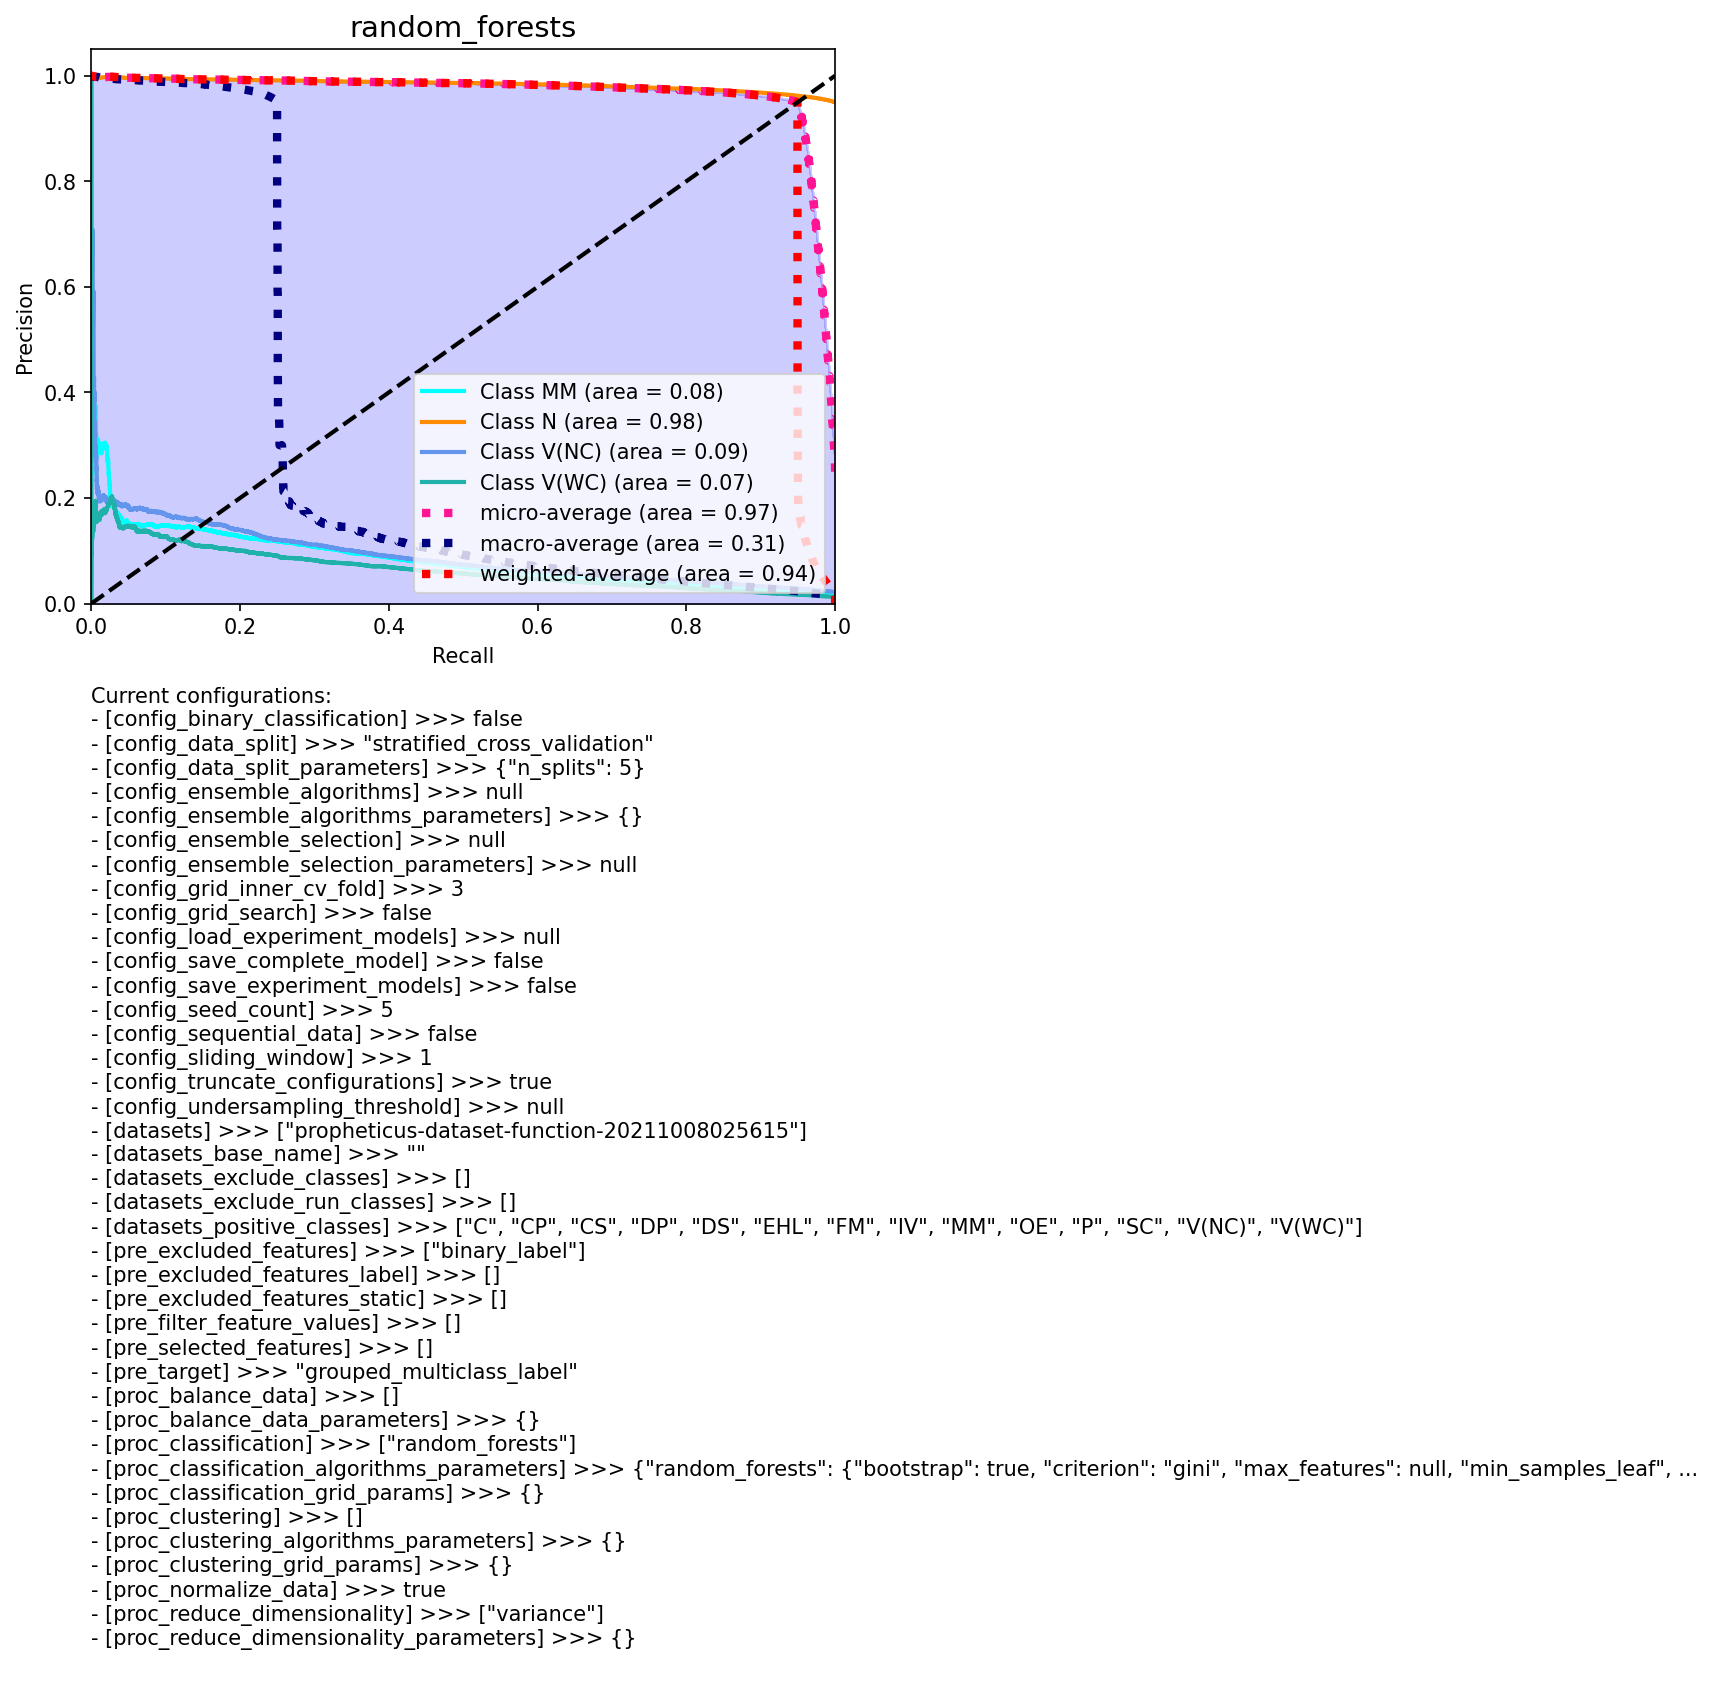 random_forests
1.0
0.8
0.6
0.4
0.2
0.0
Precision
Class MM (area = 0.08)
Class N (area = 0.98)
Class V(NC) (area = 0.09)
Class V(WC) (area = 0.07)
micro-average (area = 0.97)
macro-average (area = 0.31)
weighted-average (area = 0.94)
0.0 0.2 0.4 0.6 0.8 1.0
Recall
Current configurations:
- [config_binary_classification] >>> false
- [config_data_split] >>> "stratified_cross_validation"
- [config_data_split_parameters] >>> {"n_splits": 5}
- [config_ensemble_algorithms] >>> null
- [config_ensemble_algorithms_parameters] >>> {}
- [config_ensemble_selection] >>> null
- [config_ensemble_selection_parameters] >>> null
- [config_grid_inner_cv_fold] >>> 3
- [config_grid_search] >>> false
- [config_load_experiment_models] >>> null
- [config_save_complete_model] >>> false
- [config_save_experiment_models] >>> false
- [config_seed_count] >>> 5
- [config_sequential_data] >>> false
- [config_sliding_window] >>> 1
- [config_truncate_configurations] >>> true
- [config_undersampling_threshold] >>> null
- [datasets] >>> ["propheticus-dataset-function-20211008025615"]
- [datasets_base_name] >>> ""
- [datasets_exclude_classes] >>> []
- [datasets_exclude_run_classes] >>> []
- [datasets_positive_classes] >>> ["C", "CP", "CS", "DP", "DS", "EHL", "FM", "IV", "MM", "OE", "P", "SC", "V(NC)", "V(WC)"]
- [pre_excluded_features] >>> ["binary_label"]
- [pre_excluded_features_label] >>> []
- [pre_excluded_features_static] >>> []
- [pre_filter_feature_values] >>> []
- [pre_selected_features] >>> []
- [pre_target] >>> "grouped_multiclass_label"
- [proc_balance_data] >>> []
- [proc_balance_data_parameters] >>> {}
- [proc_classification] >>> ["random_forests"]
- [proc_classification_algorithms_parameters] >>> {"random_forests": {"bootstrap": true, "criterion": "gini", "max_features": null, "min_samples_leaf", ...
- [proc_classification_grid_params] >>> {}
- [proc_clustering] >>> []
- [proc_clustering_algorithms_parameters] >>> {}
- [proc_clustering_grid_params] >>> {}
- [proc_normalize_data] >>> true
- [proc_reduce_dimensionality] >>> ["variance"]
- [proc_reduce_dimensionality_parameters] >>> {}